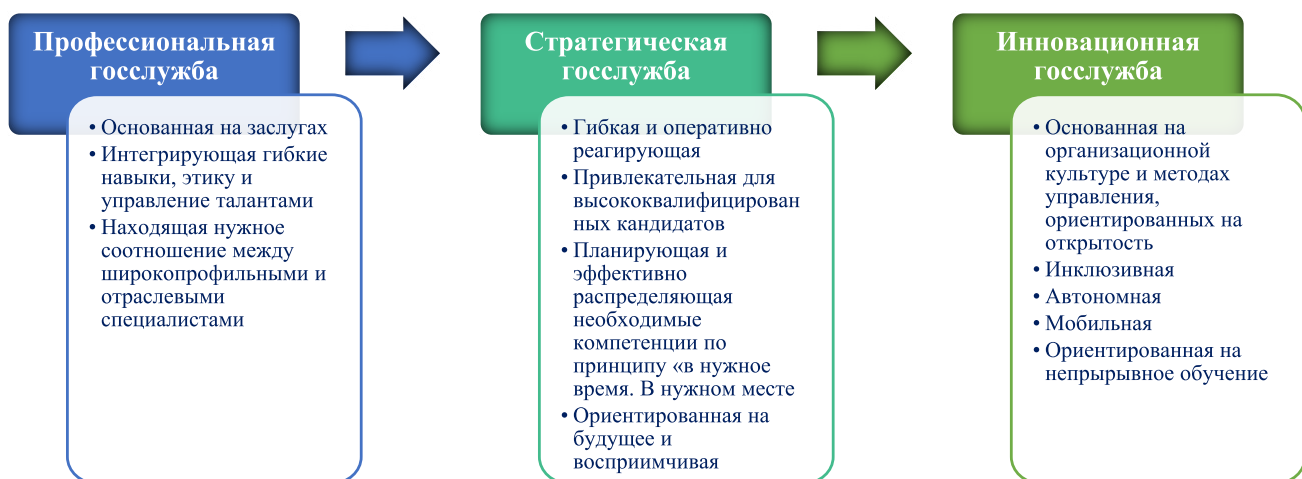 Профессиональная
госслужба
• Основанная на заслугах
• Интегрирующая гибкие
навыки, этику и
управление талантами
• Находящая нужное
соотношение между
широкопрофильными и
отраслевыми
специалистами
Стратегическая
госслужба
• Гибкая и оперативно
реагирующая
• Привлекательная для
высококвалифицирован
ных кандидатов
• Планирующая и
эффективно
распределяющая
необходимые
компетенции по
принципу «в нужное
время. В нужном месте
• Ориентированная на
будущее и
восприимчивая
Инновационная
госслужба
• Основанная на
организационной
культуре и методах
управления,
ориентированных на
открытость
• Инклюзивная
• Автономная
• Мобильная
• Ориентированная на
непрырывное обучение